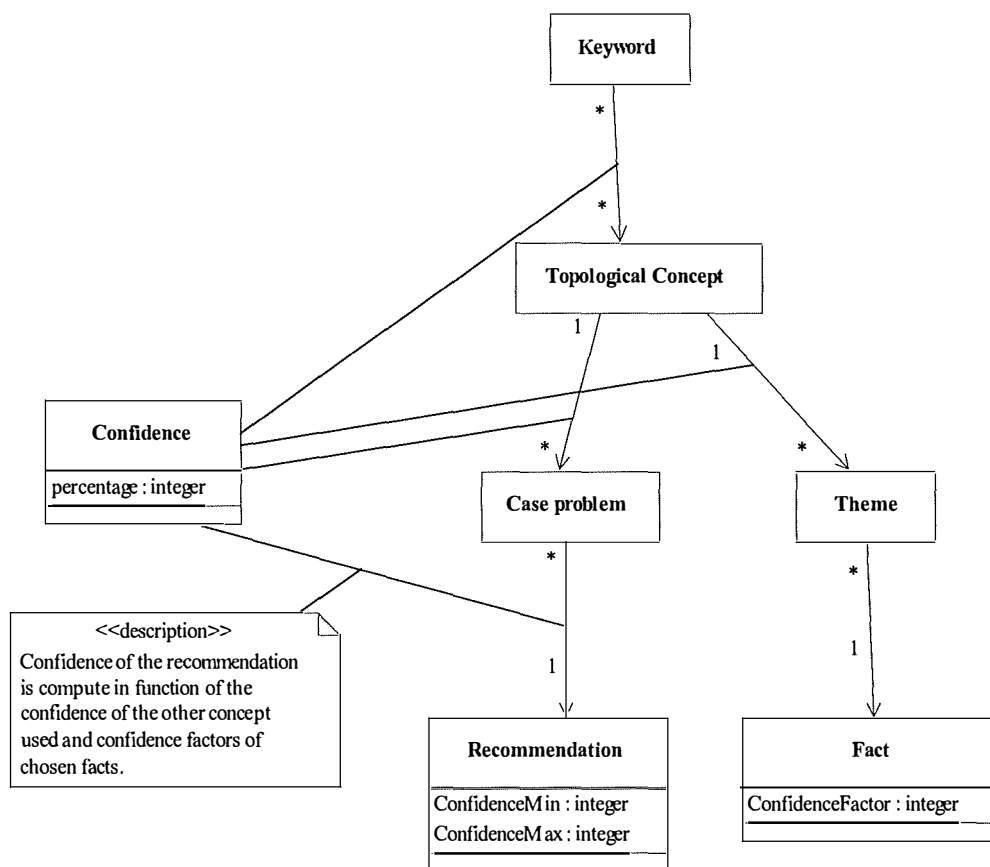 Keyword
*
*
Topological Concept
1
1
Confidence
percentage : integer
*
*
Case problem
Theme
*
*
<<description>>
Confidence of the recommendation
is compute in function of the
confidence of the other concept
used and confidence factors of
chosen facts.
1
1
Recommendation
ConfidenceMin : integer
ConfidenceMax : integer
Fact
ConfidenceFactor : integer